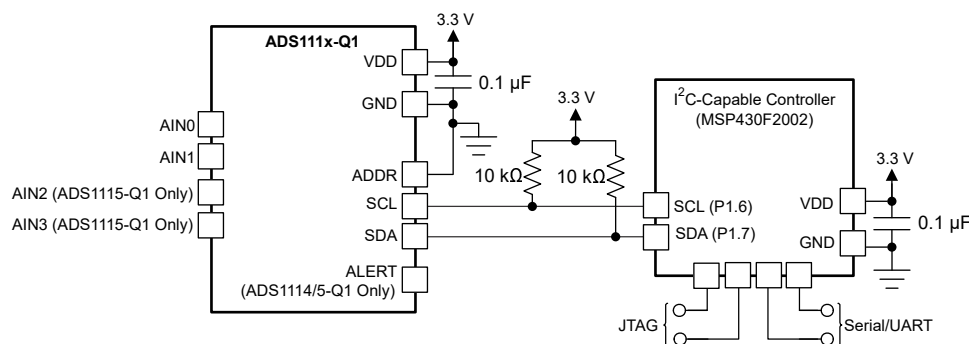 ADS111x-Q1
3.3 V
VDD
0.1 µF
GND
AIN0
AIN1
AIN2 (ADS1115-Q1 Only)
AIN3 (ADS1115-Q1 Only)
ADDR
SCL
SDA
ALERT
(ADS1114/5-Q1 Only)
3.3 V
10 kΩ
10 kΩ
I²C-Capable Controller
(MSP430F2002)
SCL (P1.6)
SDA (P1.7)
3.3 V
VDD
0.1 µF
GND
JTAG
Serial/UART